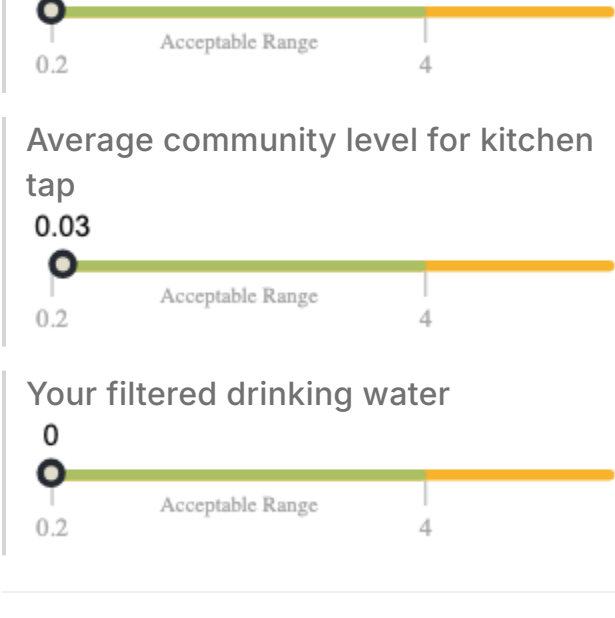 Acceptable Range
0.2 4
Average community level for kitchen
tap
0.03
Acceptable Range
0.2 4
Your filtered drinking water
0
Acceptable Range
0.2 4